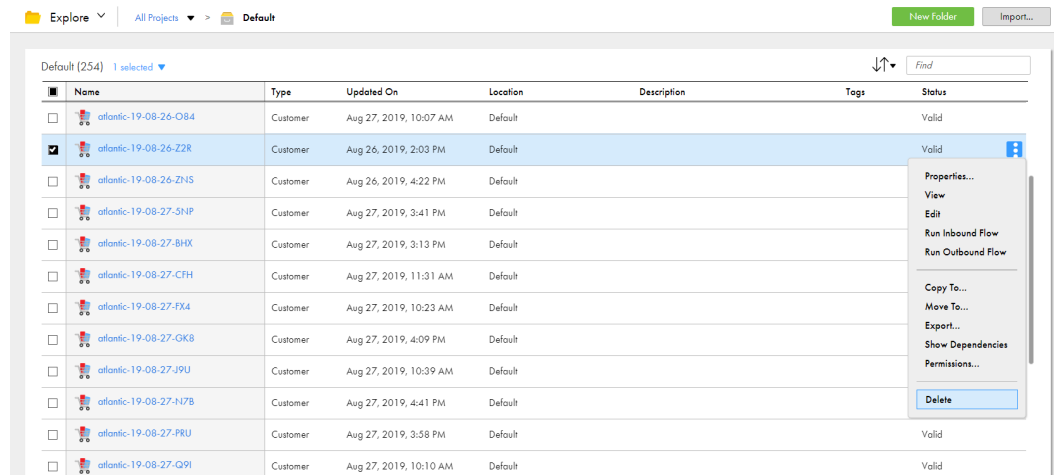 Explore All Projects > Default New Folder Import...
Default (254) 1 selected Find
Name Type Updated On Location Description Tags Status
atlantic-19-08-26-O84 Customer Aug 27, 2019, 10:07 AM Default Valid
atlantic-19-08-26-Z2R Customer Aug 26, 2019, 2:03 PM Default Valid
atlantic-19-08-26-ZNS Customer Aug 26, 2019, 4:22 PM Default
Properties...
View
atlantic-19-08-27-5NP Customer Aug 27, 2019, 3:41 PM Default
Edit
Run Inbound Flow
atlantic-19-08-27-BHX Customer Aug 27, 2019, 3:13 PM Default
Run Outbound Flow
atlantic-19-08-27-CFH Customer Aug 27, 2019, 11:31 AM Default
Copy To...
atlantic-19-08-27-FX4 Customer Aug 27, 2019, 10:23 AM Default
Move To...
Export...
atlantic-19-08-27-GK8 Customer Aug 27, 2019, 4:09 PM Default
Show Dependencies
Permissions...
atlantic-19-08-27-J9U Customer Aug 27, 2019, 10:39 AM Default
atlantic-19-08-27-N7B Customer Aug 27, 2019, 4:41 PM Default
Delete
atlantic-19-08-27-PRU Customer Aug 27, 2019, 3:58 PM Default Valid
atlantic-19-08-27-Q9I Customer Aug 27, 2019, 10:10 AM Default Valid